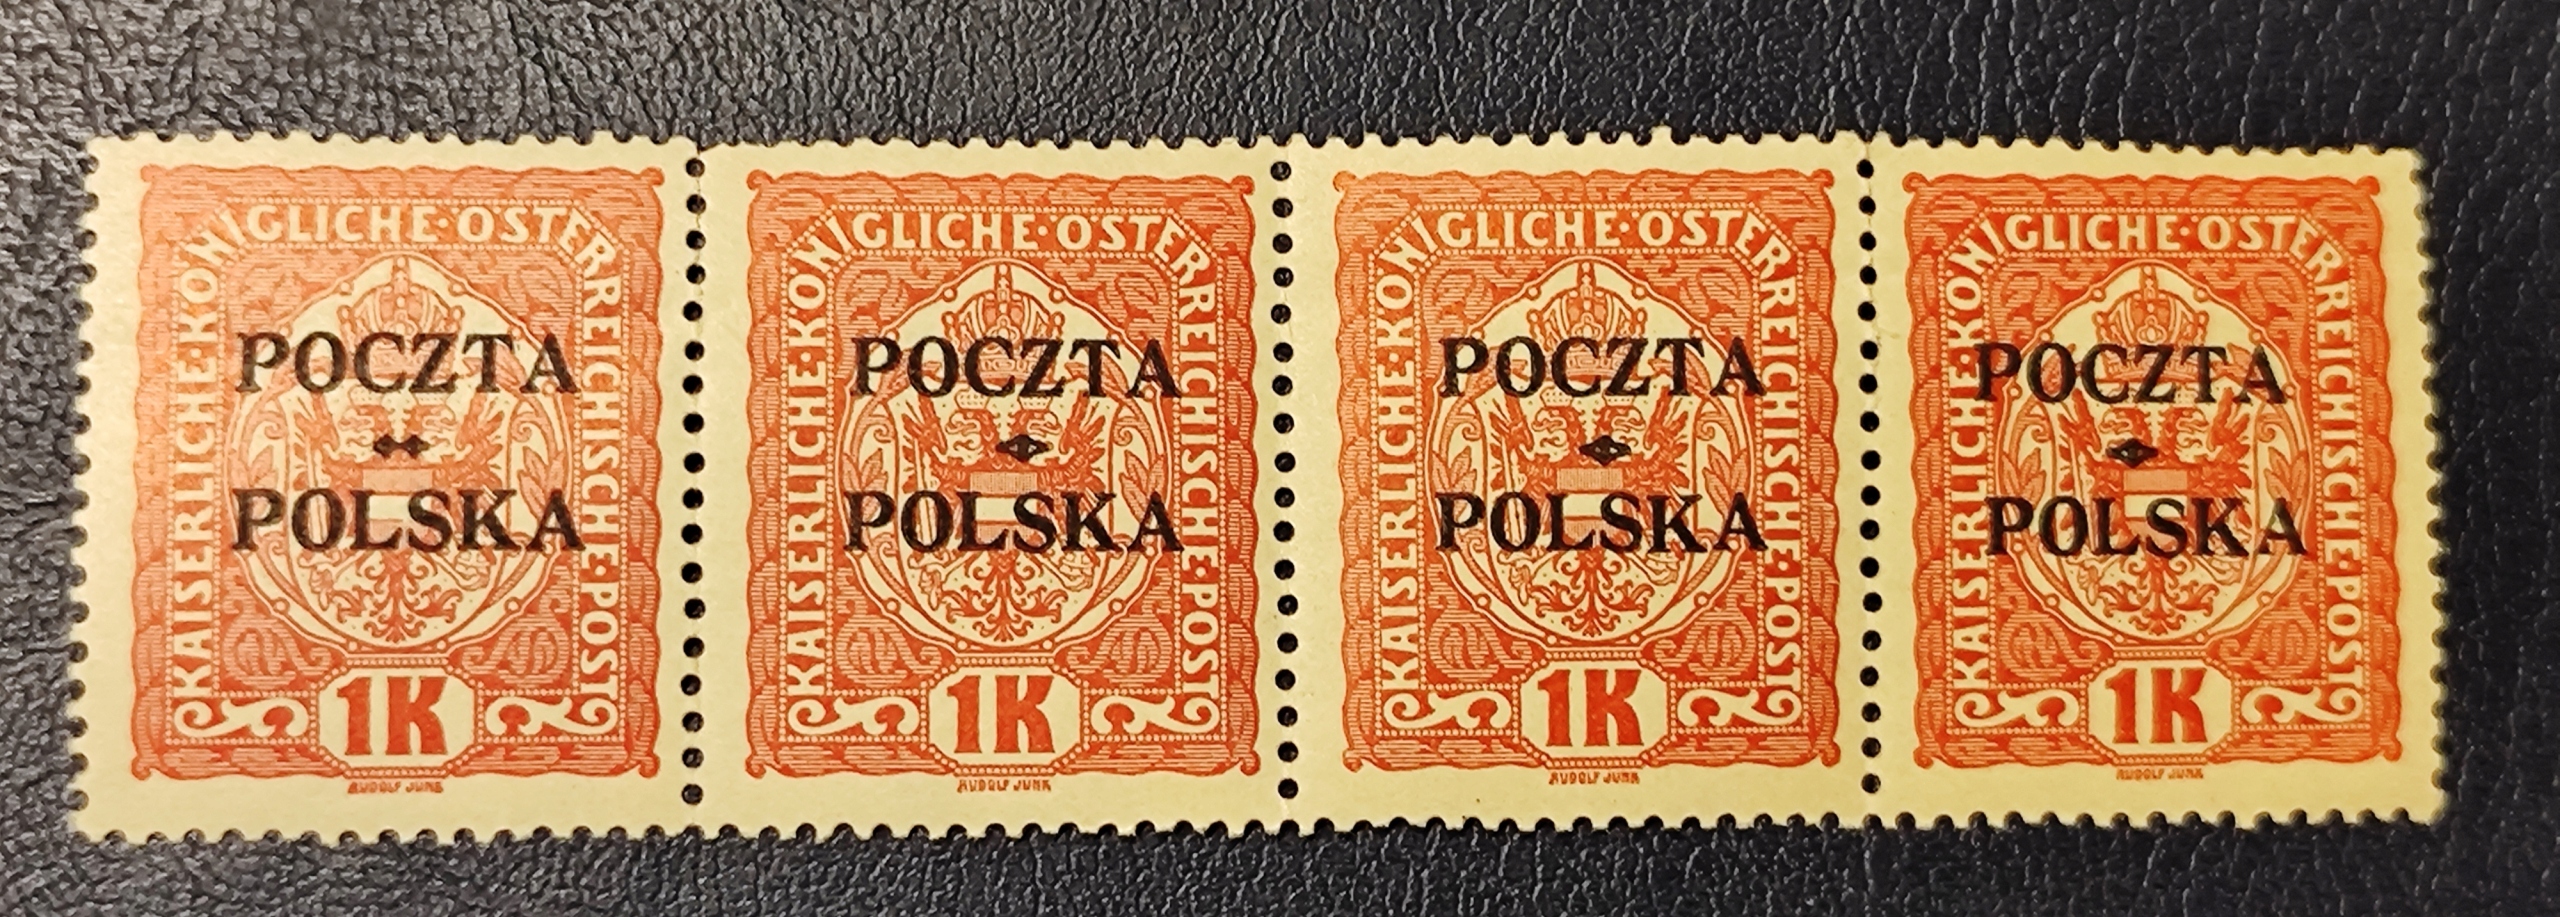 KAISERLICHE·KÖNIGLICHE·ÖSTERREICHISCHE·POST
POCZTA
POLSKA
1K
RUDOLF JUNK
KAISERLICHE·KÖNIGLICHE·ÖSTERREICHISCHE·POST
POCZTA
POLSKA
1K
RUDOLF JUNK
KAISERLICHE·KÖNIGLICHE·ÖSTERREICHISCHE·POST
POCZTA
POLSKA
1K
RUDOLF JUNK
KAISERLICHE·KÖNIGLICHE·ÖSTERREICHISCHE·POST
POCZTA
POLSKA
1K
RUDOLF JUNK